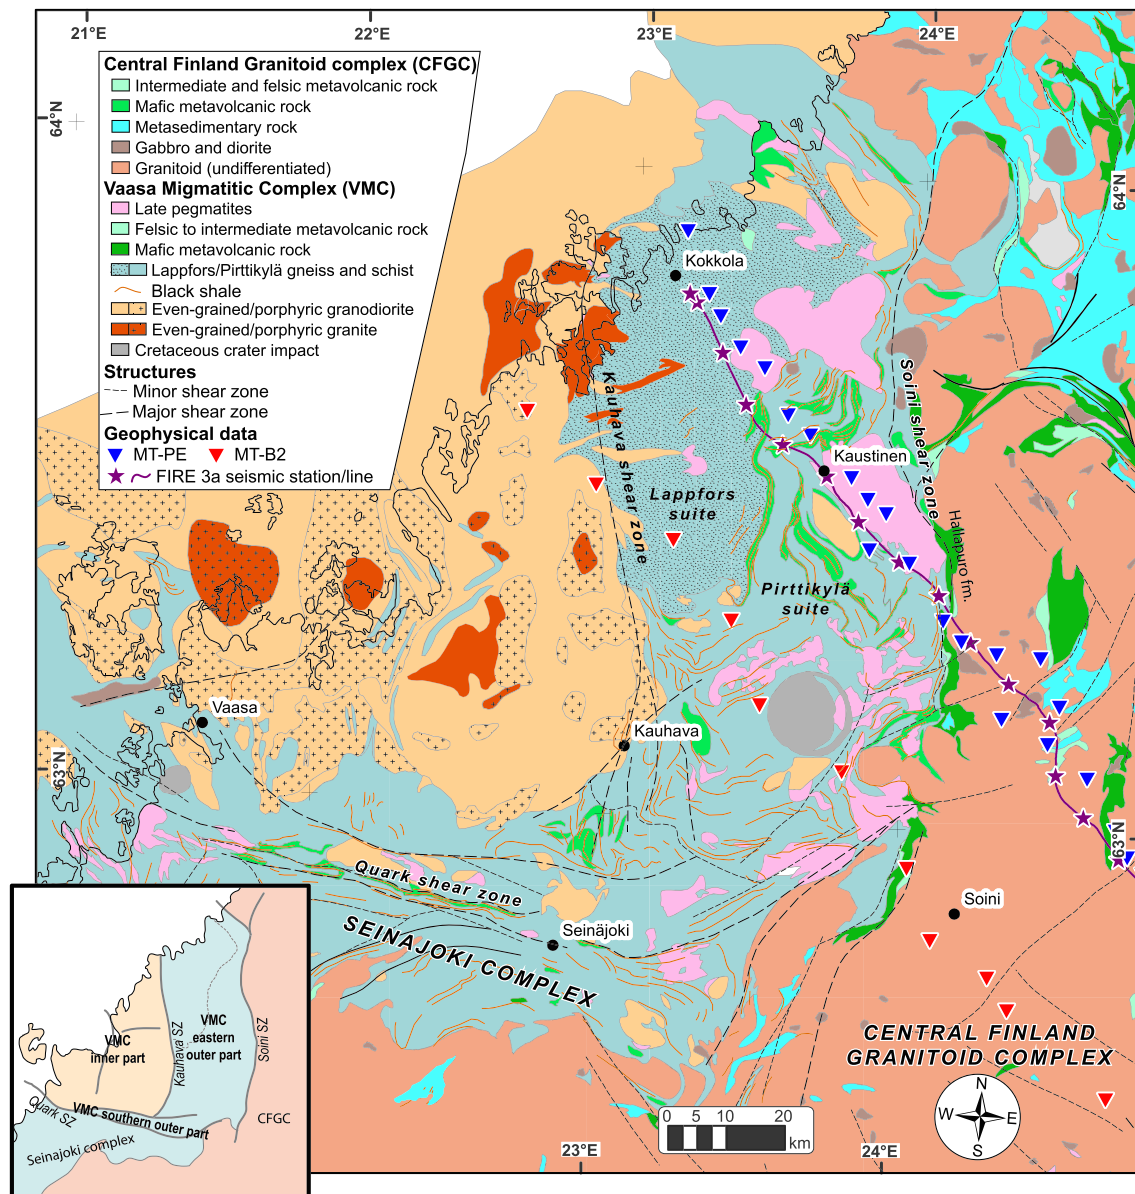 21°E
22°E
23°E
24°E
64°N
Central Finland Granitoid complex (CFGC)
Intermediate and felsic metavolcanic rock
Mafic metavolcanic rock
Metasedimentary rock
Gabbro and diorite
Granitoid (undifferentiated)
Vaasa Migmatitic Complex (VMC)
Late pegmatites
Felsic to intermediate metavolcanic rock
Mafic metavolcanic rock
Lappfors/Pirttikylä gneiss and schist
Black shale
Even-grained/porphyric granodiorite
Even-grained/porphyric granite
Cretaceous crater impact
Structures
Minor shear zone
Major shear zone
Geophysical data
MT-PE
MT-B2
FIRE 3a seismic station/line
64°N
Kokkola
Kauhava shear zone
Soini shear zone
Kaustinen
Lappfors
suite
Hallapuro fm.
Pirttikylä
suite
Vaasa
Kauhava
63°N
63°N
Quark shear zone
Soini
Seinäjoki
SEINAJOKI COMPLEX
CENTRAL FINLAND
GRANITOID COMPLEX
VMC
inner part
Kauhava SZ
VMC
eastern
outer part
Soini SZ
Quark SZ
VMC southern outer part
CFGC
Seinajoki complex
0 5 10 20
km
N
W E
S
23°E
24°E